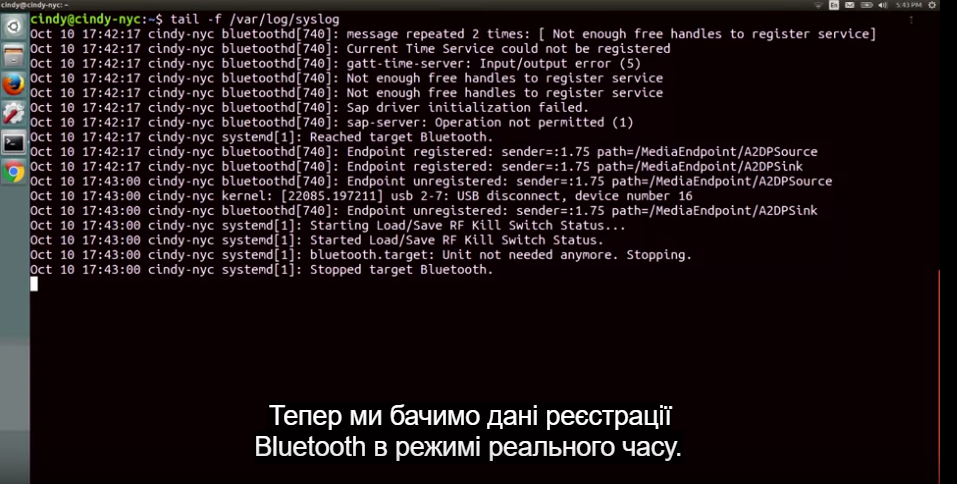 cindy@cindy-nyc: ~
En
5:43 PM
cindy@cindy-nyc:~$ tail -f /var/log/syslog
Oct 10 17:42:17 cindy-nyc bluetoothd[740]: message repeated 2 times: [ Not enough free handles to register service]
Oct 10 17:42:17 cindy-nyc bluetoothd[740]: Current Time Service could not be registered
Oct 10 17:42:17 cindy-nyc bluetoothd[740]: gatt-time-server: Input/output error (5)
Oct 10 17:42:17 cindy-nyc bluetoothd[740]: Not enough free handles to register service
Oct 10 17:42:17 cindy-nyc bluetoothd[740]: Not enough free handles to register service
Oct 10 17:42:17 cindy-nyc bluetoothd[740]: Sap driver initialization failed.
Oct 10 17:42:17 cindy-nyc bluetoothd[740]: sap-server: Operation not permitted (1)
Oct 10 17:42:17 cindy-nyc systemd[1]: Reached target Bluetooth.
Oct 10 17:42:17 cindy-nyc bluetoothd[740]: Endpoint registered: sender=:1.75 path=/MediaEndpoint/A2DPSource
Oct 10 17:42:17 cindy-nyc bluetoothd[740]: Endpoint registered: sender=:1.75 path=/MediaEndpoint/A2DPSink
Oct 10 17:43:00 cindy-nyc bluetoothd[740]: Endpoint unregistered: sender=:1.75 path=/MediaEndpoint/A2DPSource
Oct 10 17:43:00 cindy-nyc kernel: [22085.197211] usb 2-7: USB disconnect, device number 16
Oct 10 17:43:00 cindy-nyc bluetoothd[740]: Endpoint unregistered: sender=:1.75 path=/MediaEndpoint/A2DPSink
Oct 10 17:43:00 cindy-nyc systemd[1]: Starting Load/Save RF Kill Switch Status...
Oct 10 17:43:00 cindy-nyc systemd[1]: Started Load/Save RF Kill Switch Status.
Oct 10 17:43:00 cindy-nyc systemd[1]: bluetooth.target: Unit not needed anymore. Stopping.
Oct 10 17:43:00 cindy-nyc systemd[1]: Stopped target Bluetooth.
Тепер ми бачимо дані реєстрації
Bluetooth в режимі реального часу.